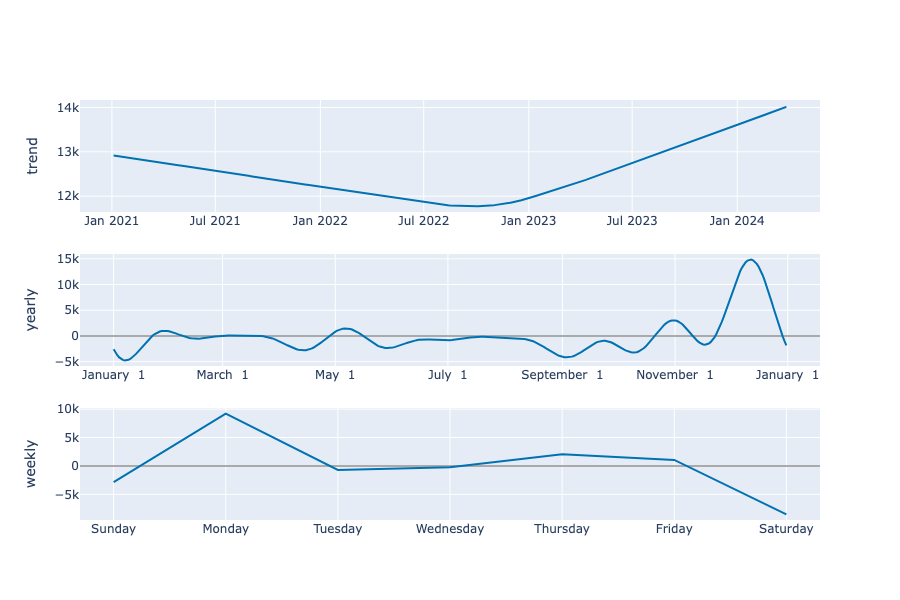 14k
13k
12k
trend
Jan 2021 Jul 2021 Jan 2022 Jul 2022 Jan 2023 Jul 2023 Jan 2024
15k
10k
5k
0
−5k
yearly
January 1 March 1 May 1 July 1 September 1 November 1 January 1
10k
5k
0
−5k
weekly
Sunday Monday Tuesday Wednesday Thursday Friday Saturday